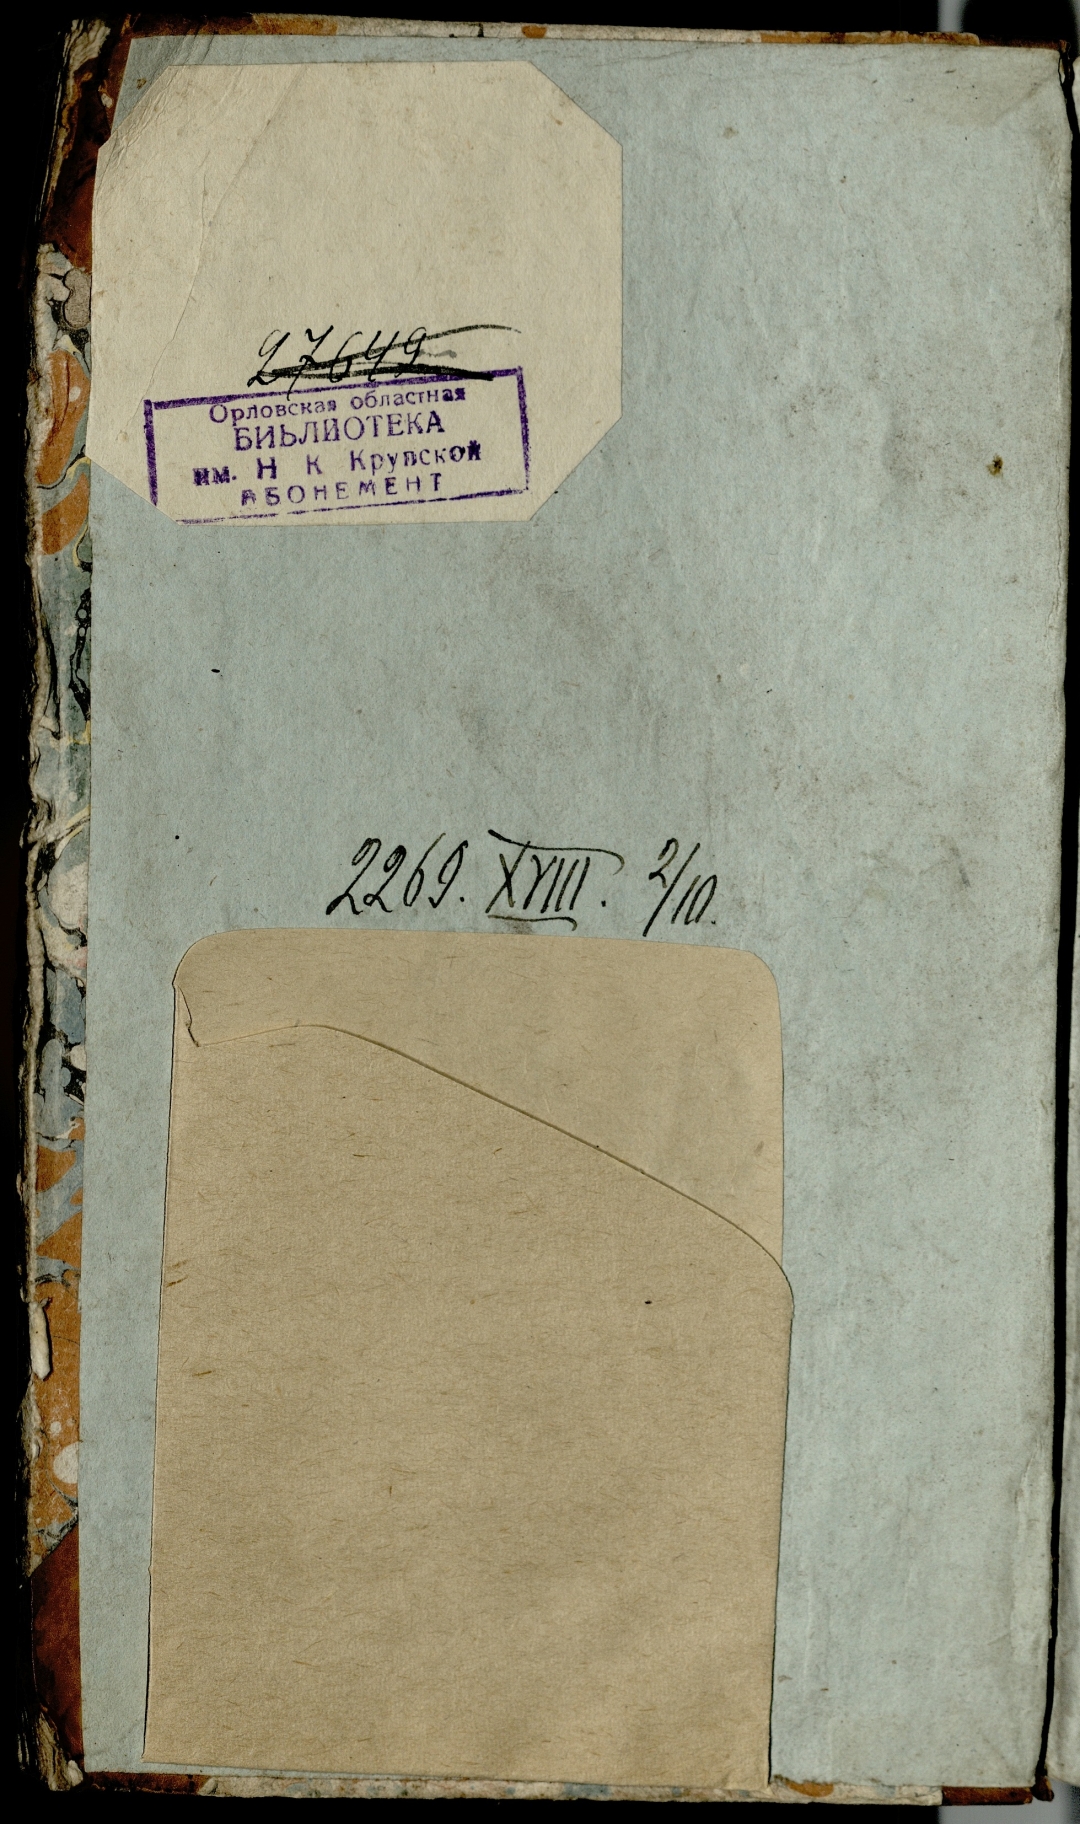 27649
Орловская областная
БИБЛИОТЕКА
им. Н К Крупской
АБОНЕМЕНТ
2269. XVIII. 2/10.